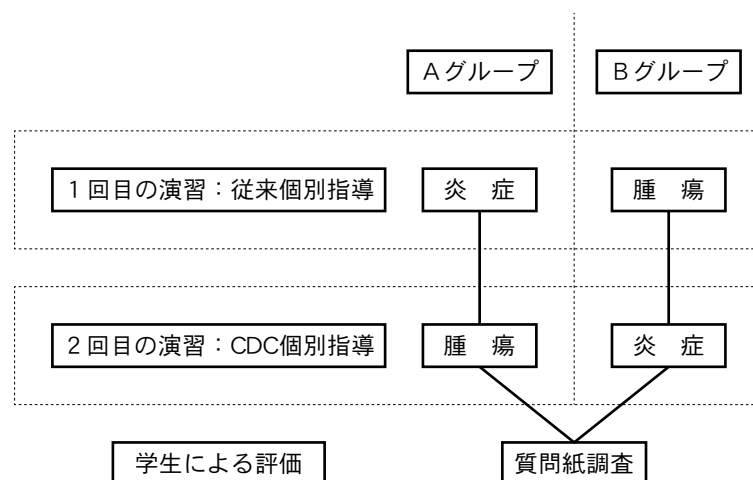 Aグループ
Bグループ
1回目の演習：従来個別指導
炎　症
腫　瘍
2回目の演習：CDC個別指導
腫　瘍
炎　症
学生による評価
質問紙調査